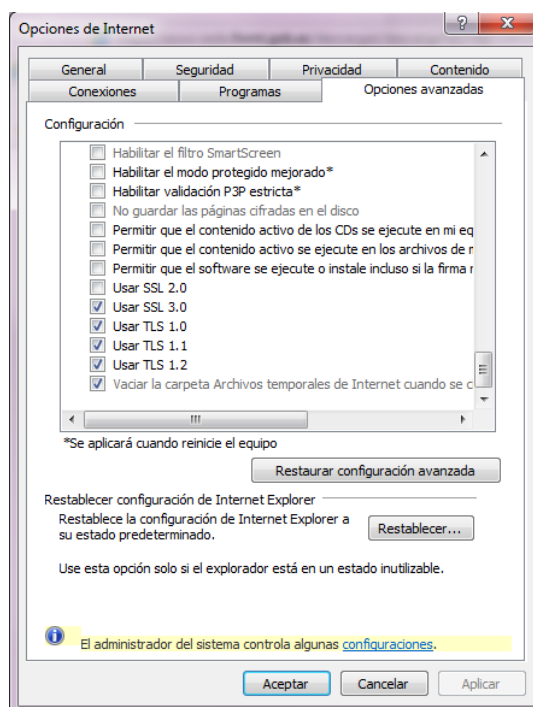 Opciones de Internet
General Seguridad Privacidad Contenido
Conexiones Programas Opciones avanzadas
Configuración
Habilitar el filtro SmartScreen
Habilitar el modo protegido mejorado*
Habilitar validación P3P estricta*
No guardar las páginas cifradas en el disco
Permitir que el contenido activo de los CDs se ejecute en mi eq
Permitir que el contenido activo se ejecute en los archivos de
Permitir que el software se ejecute o instale incluso si la firma
Usar SSL 2.0
Usar SSL 3.0
Usar TLS 1.0
Usar TLS 1.1
Usar TLS 1.2
Vaciar la carpeta Archivos temporales de Internet cuando se c
*Se aplicará cuando reinicie el equipo
Restaurar configuración avanzada
Restablecer configuración de Internet Explorer
Restablece la configuración de Internet Explorer a
su estado predeterminado.
Restablecer...
Use esta opción solo si el explorador está en un estado inutilizable.
El administrador del sistema controla algunas configuraciones.
Aceptar Cancelar Aplicar